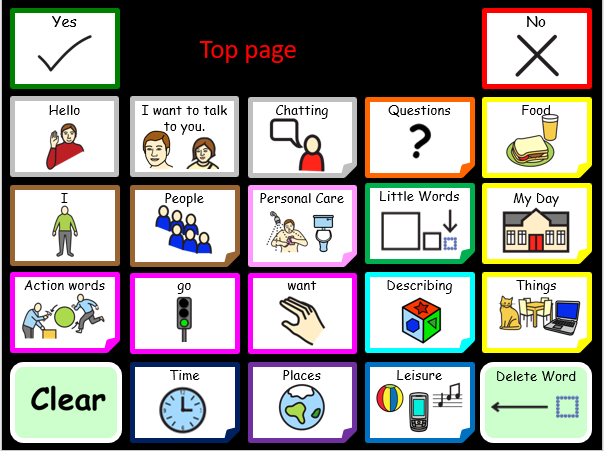 Yes
Top page
No
Hello
I want to talk
to you.
Chatting
Questions
?
Food
I
People
Personal Care
Little Words
My Day
Action words
go
want
Describing
Things
Clear
Time
Places
Leisure
Delete Word